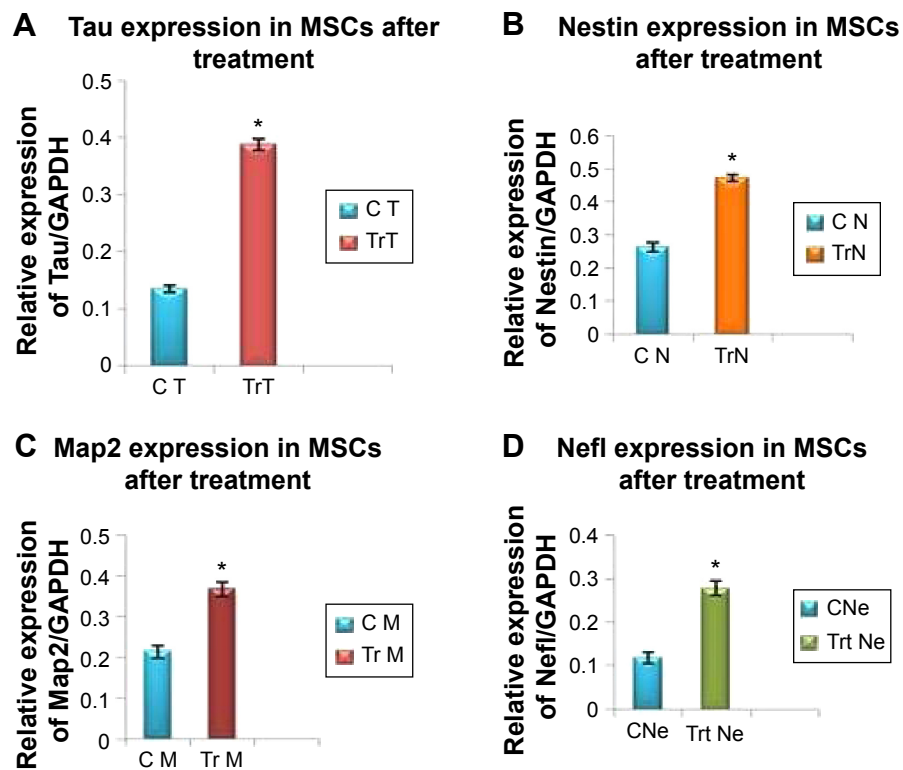 A Tau expression in MSCs after
treatment
Relative expression
of Tau/GAPDH
0.5
0.4
0.3
0.2
0.1
0
*
C T
TrT
C T
TrT
B Nestin expression in MSCs
after treatment
Relative expression
of Nestin/GAPDH
0.6
0.5
0.4
0.3
0.2
0.1
0
*
C N
TrN
C N
TrN
C Map2 expression in MSCs
after treatment
Relative expression
of Map2/GAPDH
0.5
0.4
0.3
0.2
0.1
0
*
C M
Tr M
C M
Tr M
D Nefl expression in MSCs
after treatment
Relative expression
of Nefl/GAPDH
0.4
0.3
0.2
0.1
0
*
CNe
Trt Ne
CNe
Trt Ne